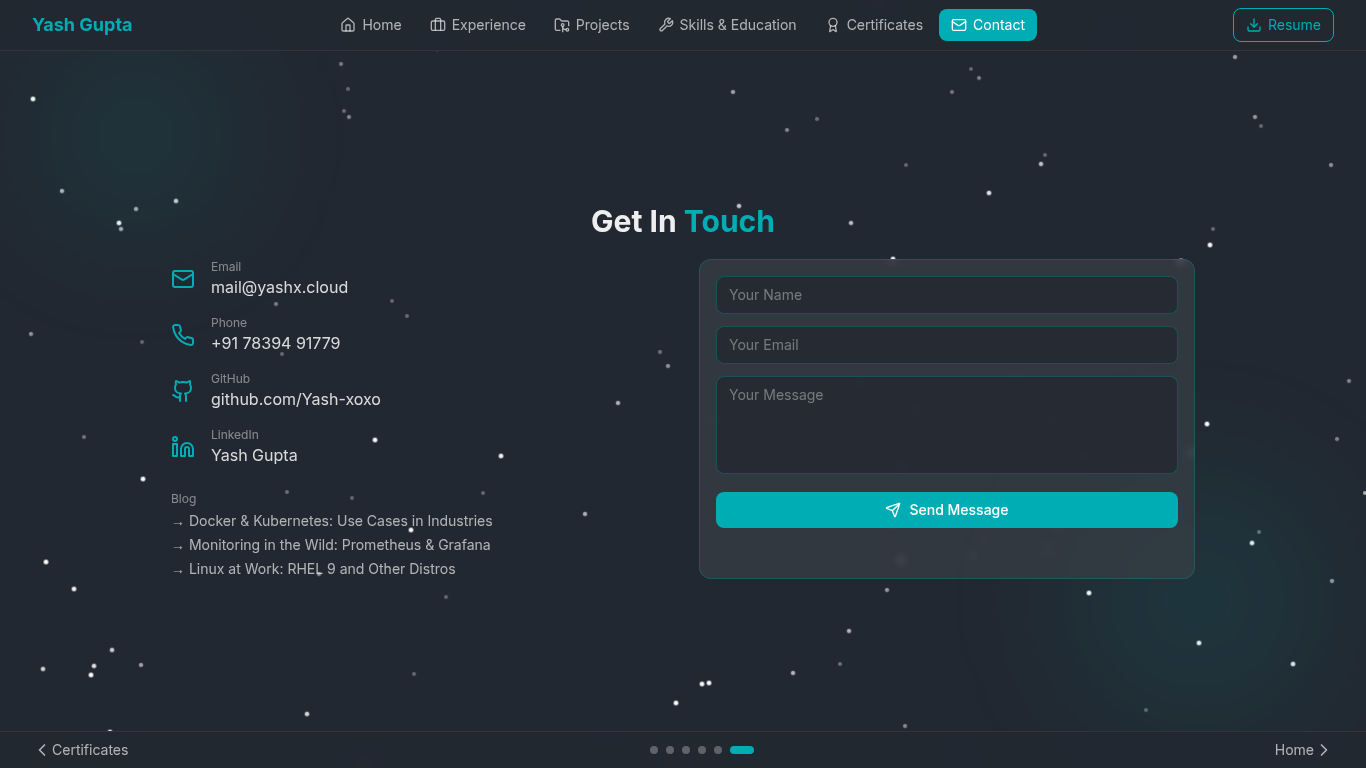 Yash Gupta
Home
Experience
Projects
Skills & Education
Certificates
Contact
Resume
Get In Touch
Email
mail@yashx.cloud
Phone
+91 78394 91779
GitHub
github.com/Yash-xoxo
LinkedIn
Yash Gupta
Blog
→ Docker & Kubernetes: Use Cases in Industries
→ Monitoring in the Wild: Prometheus & Grafana
→ Linux at Work: RHEL 9 and Other Distros
Your Name
Your Email
Your Message
Send Message
Certificates
Home